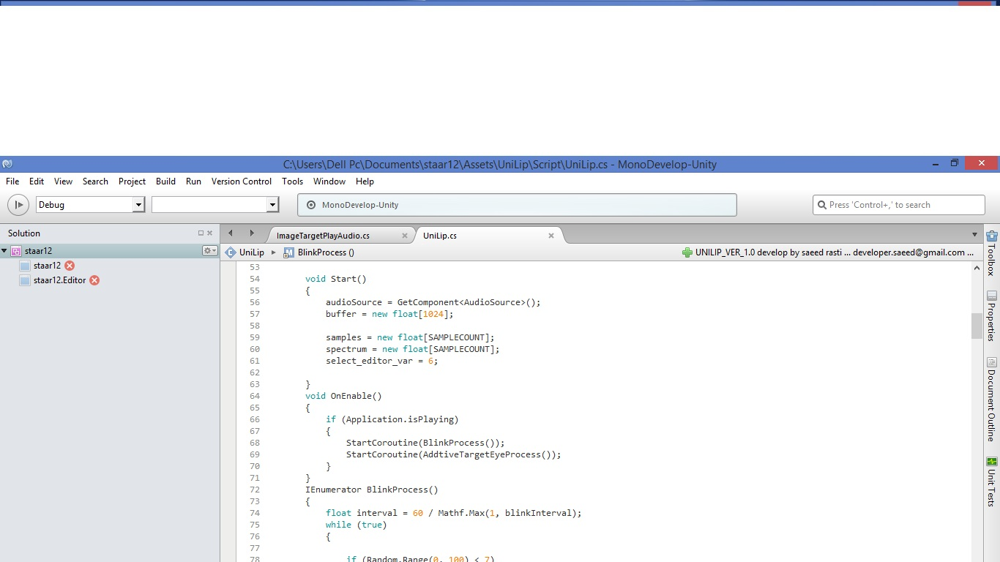 C:\Users\Dell Pc\Documents\staar12\Assets\UniLip\Script\UniLip.cs - MonoDevelop-Unity
File Edit View Search Project Build Run Version Control Tools Window Help
Debug
MonoDevelop-Unity
Press 'Control+,' to search
Solution
staar12
staar12
staar12.Editor
ImageTargetPlayAudio.cs
UniLip.cs
UniLip
BlinkProcess ()
UNILIP_VER_1.0 develop by saeed rasti ... developer.saeed@gmail.com ...
53
54 void Start()
55 {
56 audioSource = GetComponent<AudioSource>();
57 buffer = new float[1024];
58
59 samples = new float[SAMPLECOUNT];
60 spectrum = new float[SAMPLECOUNT];
61 select_editor_var = 6;
62
63 }
64 void OnEnable()
65 {
66 if (Application.isPlaying)
67 {
68 StartCoroutine(BlinkProcess());
69 StartCoroutine(AddtiveTargetEyeProcess());
70 }
71 }
72 IEnumerator BlinkProcess()
73 {
74 float interval = 60 / Mathf.Max(1, blinkInterval);
75 while (true)
76 {
77
78 if (Random.Range(0, 100) < 7)
Toolbox
Properties
Document Outline
Unit Tests